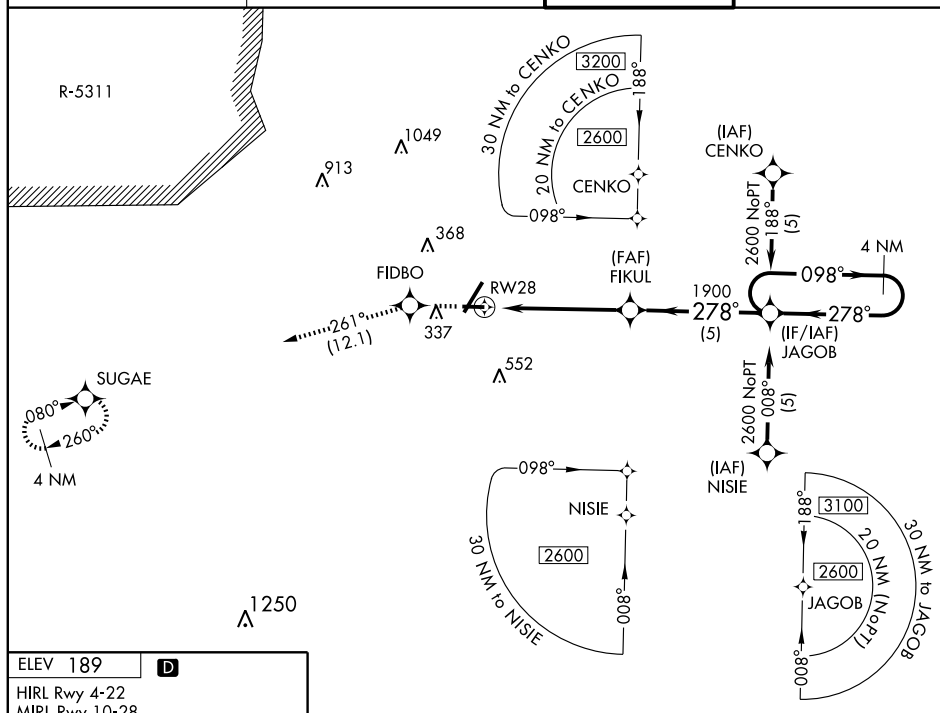 R-5311
1049
913
368
FIDBO
RW28
337
261°
(12.1)
552
SUGAE
080°
260°
4 NM
1250
30 NM to CENKO
3200
20 NM to CENKO
188°
2600
CENKO
098°
(IAF)
CENKO
2600 NoPT
188°
(5)
4 NM
098°
(FAF)
FIKUL
1900
278°
(5)
278°
(IF/IAF)
JAGOB
2600 NoPT
008°
(5)
(IAF)
NISIE
098°
NISIE
2600
30 NM to NISIE
008°
188°
3100
30 NM to JAGOB
20 NM (NoPT)
2600
JAGOB
008°
ELEV 189
D
HIRL Rwy 4-22
MIRL Rwy 10-28